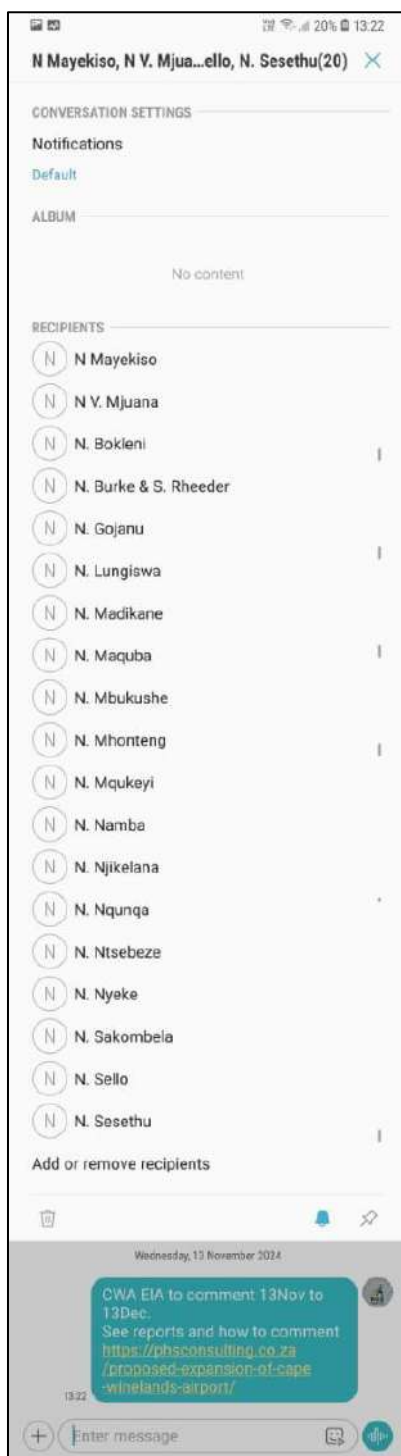 20% 13:22
N Mayekiso, N V. Mjua...ello, N. Sesethu(20)
CONVERSATION SETTINGS
Notifications
Default
ALBUM
No content
RECIPIENTS
N N Mayekiso
N N V. Mjuana
N N. Bokleni
N N. Burke & S. Rheeder
N N. Gojanu
N N. Lungiswa
N N. Madikane
N N. Maquba
N N. Mbukushe
N N. Mhonteng
N N. Mqukeyi
N N. Namba
N N. Njikelana
N N. Nqunqa
N N. Ntsebeze
N N. Nyeke
N N. Sakombela
N N. Sello
N N. Sesethu
Add or remove recipients
Wednesday, 13 November 2024
CWA EIA to comment 13Nov to
13Dec.
See reports and how to comment
https://phsconsulting.co.za
/proposed-expansion-of-cape
-winelands-airport/
13:22
Enter message